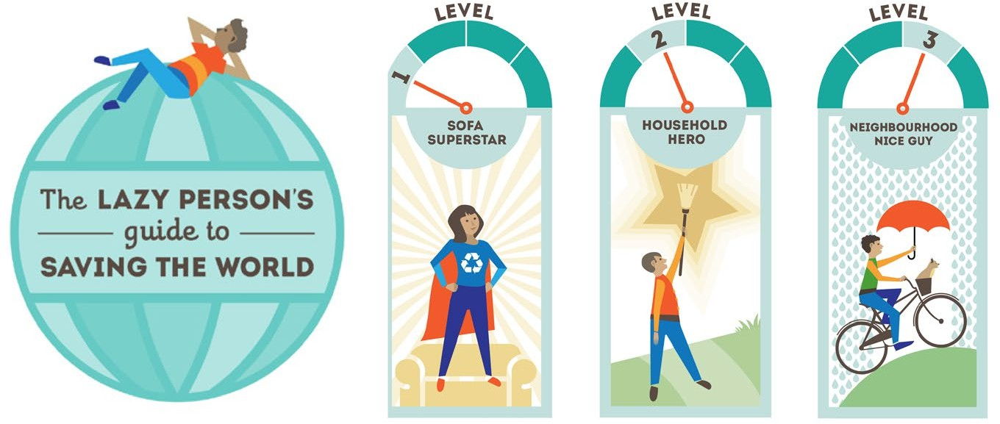 The LAZY PERSON'S
guide to
SAVING THE WORLD
LEVEL
1
SOFA
SUPERSTAR
LEVEL
2
HOUSEHOLD
HERO
LEVEL
3
NEIGHBOURHOOD
NICE GUY